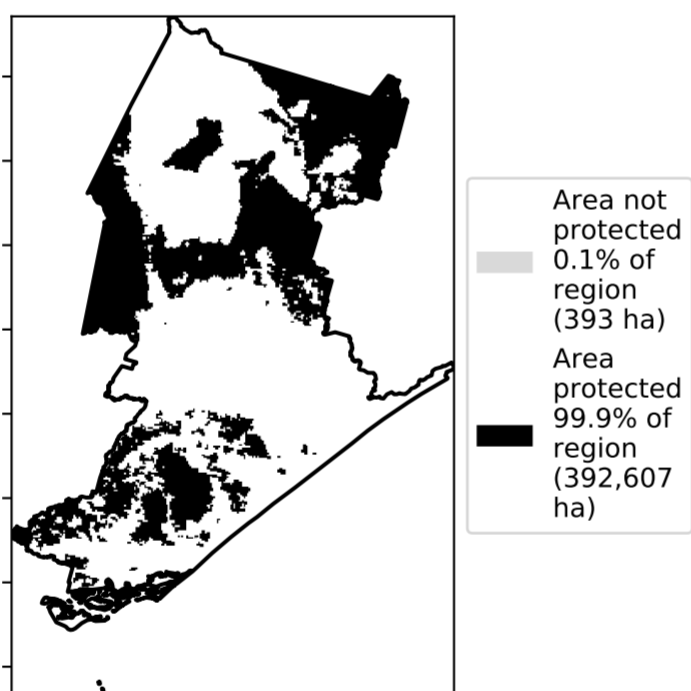 Area not
protected
0.1% of
region
(393 ha)
Area
protected
99.9% of
region
(392,607
ha)